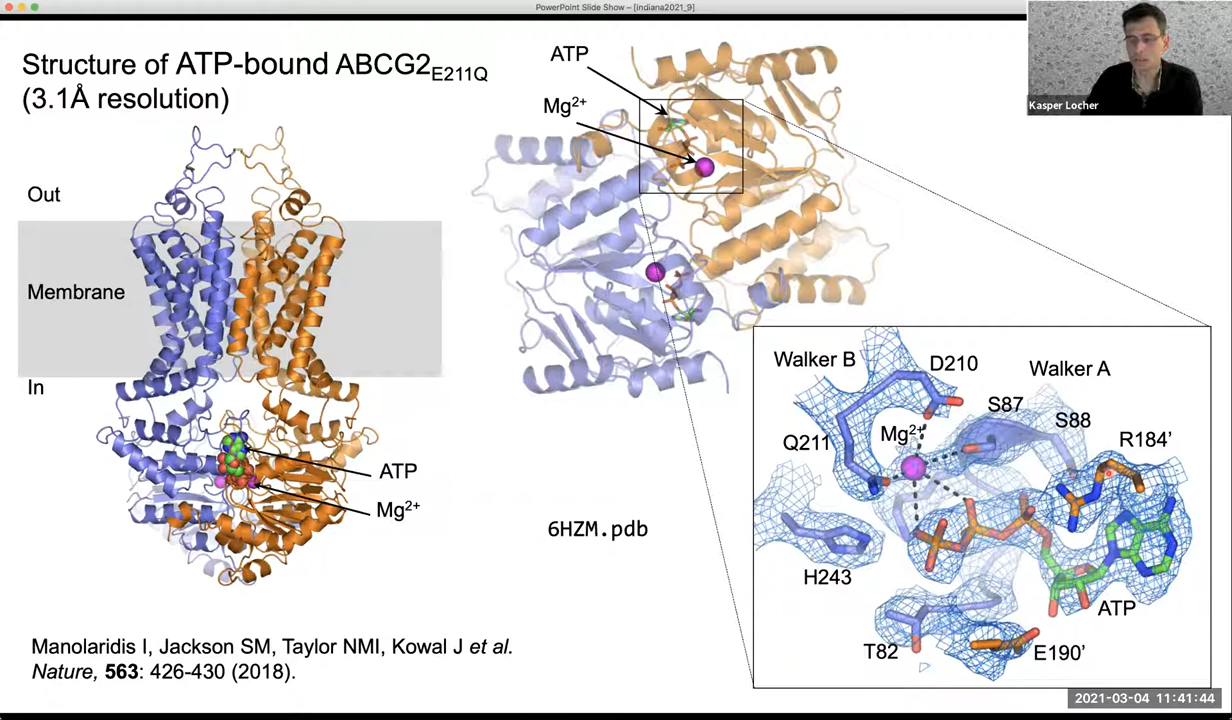 PowerPoint Slide Show – [indiana2021_9]
Structure of ATP-bound ABCG2E211Q
(3.1Å resolution)
Out
Membrane
In
ATP
Mg2+
ATP
Mg2+
6HZM.pdb
Walker B
D210
Walker A
S87
S88
Mg2+
Q211
R184’
H243
ATP
T82
E190’
Manolaridis I, Jackson SM, Taylor NMI, Kowal J et al.
Nature, 563: 426-430 (2018).
Kasper Locher
2021-03-04 11:41:44